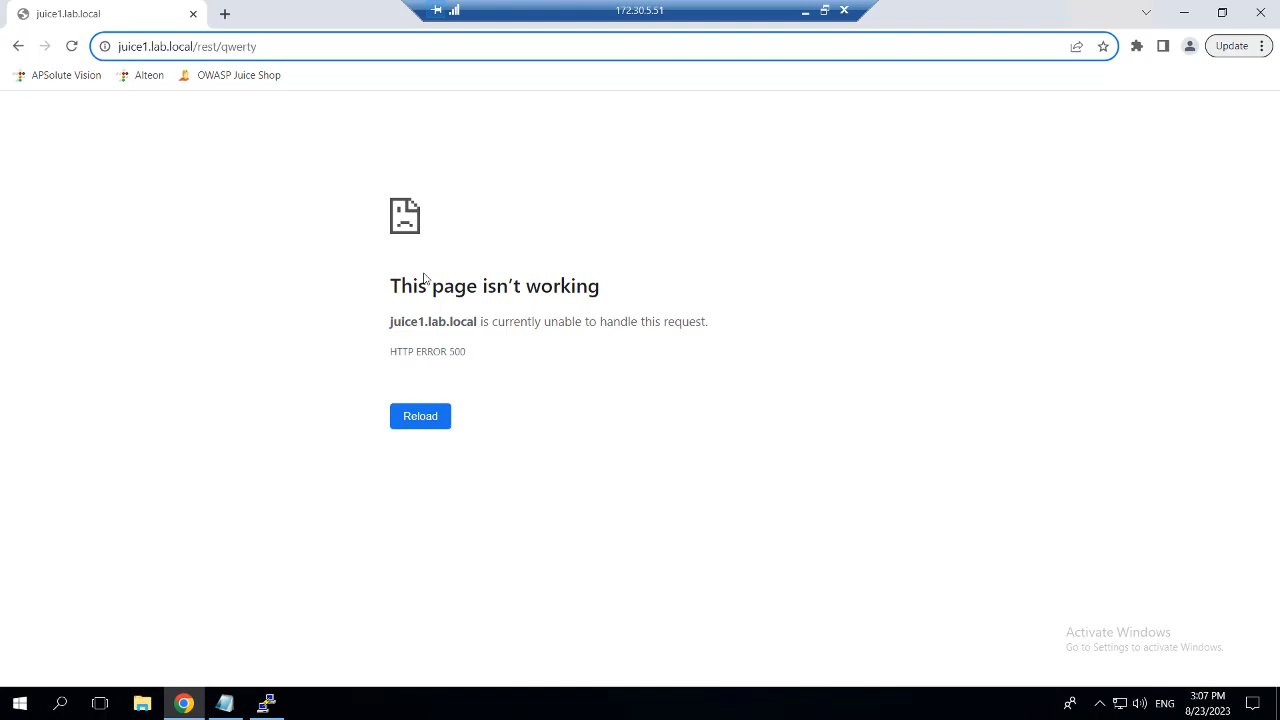 juice1.lab.local
172.30.5.51
juice1.lab.local/rest/qwerty
Update
APSolute Vision
Alteon
OWASP Juice Shop
This page isn’t working
juice1.lab.local is currently unable to handle this request.
HTTP ERROR 500
Reload
Activate Windows
Go to Settings to activate Windows.
ENG
3:07 PM
8/23/2023